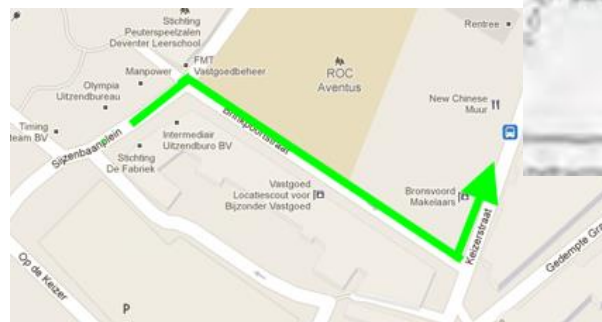 Stichting
Peuterspeelzalen
Deventer Leerschool
Rentree
FMT
Vastgoedbeheer
Manpower
ROC
Aventus
Olympia
Uitzendbureau
New Chinese
Muur
Timing
team BV
Brinkpoortstraat
Intermediair
Uitzendburo BV
Sijzenbaanplein
Stichting
De Fabriek
Vastgoed
Locatiescout voor
Bijzonder Vastgoed
Bronsvoord
Makelaars
Keizerstraat
Gedempte Gra
Op de Keizer
P